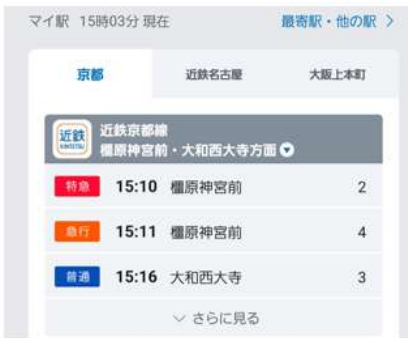 マイ駅 15時03分 現在
最寄駅・他の駅
京都 近鉄名古屋 大阪上本町
近鉄
KINTETSU
近鉄京都線
橿原神宮前・大和西大寺方面
特急 15:10 橿原神宮前 2
急行 15:11 橿原神宮前 4
普通 15:16 大和西大寺 3
さらに見る